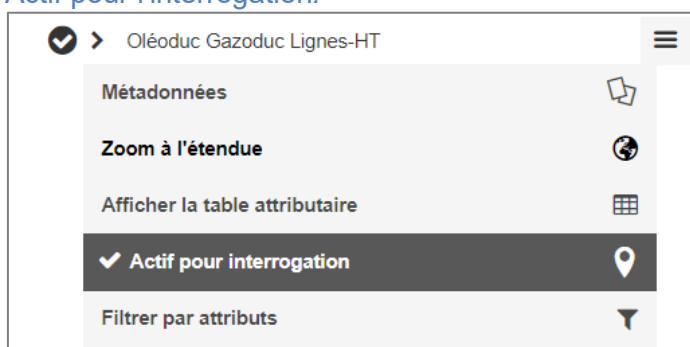 Actif pour l'interrogation/
Oléoduc Gazoduc Lignes-HT
Métadonnées
Zoom à l'étendue
Afficher la table attributaire
Actif pour interrogation
Filtrer par attributs